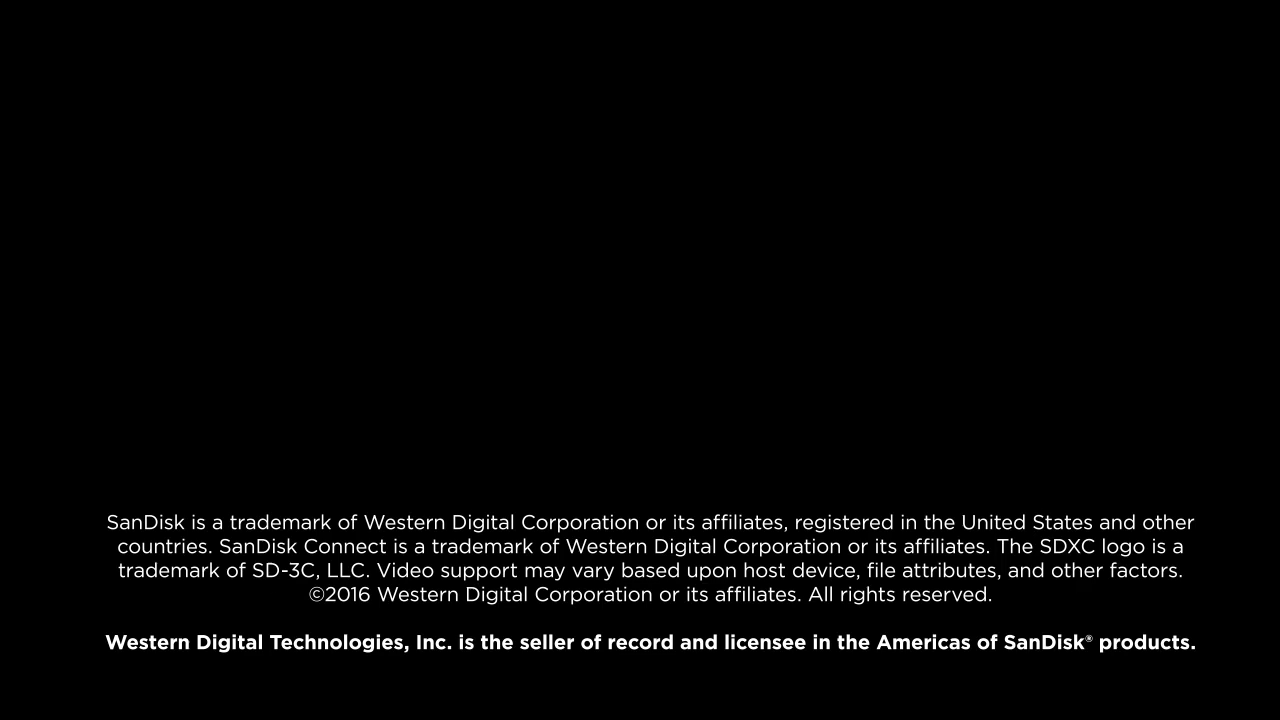 SanDisk is a trademark of Western Digital Corporation or its affiliates, registered in the United States and other
countries. SanDisk Connect is a trademark of Western Digital Corporation or its affiliates. The SDXC logo is a
trademark of SD-3C, LLC. Video support may vary based upon host device, file attributes, and other factors.
©2016 Western Digital Corporation or its affiliates. All rights reserved.
Western Digital Technologies, Inc. is the seller of record and licensee in the Americas of SanDisk® products.